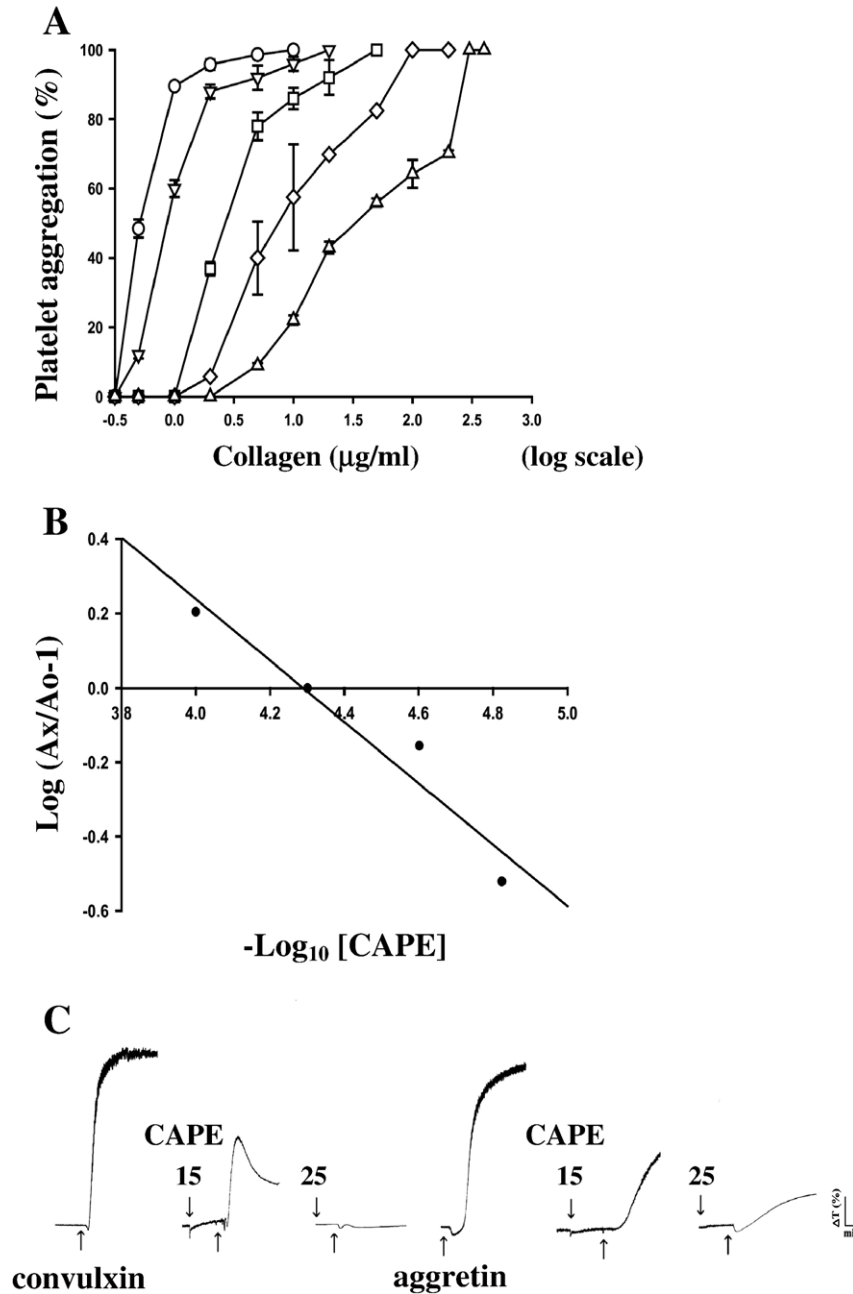 A
Platelet aggregation (%)
100
80
60
40
20
0
-0.5 0.0 0.5 1.0 1.5 2.0 2.5 3.0
Collagen (μg/ml) (log scale)
B
Log (Ax/Ao-1)
0.4
0.2
0.0
-0.2
-0.4
-0.6
3.8 4.0 4.2 4.4 4.6 4.8 5.0
-Log10 [CAPE]
C
CAPE CAPE
15 25 15 25
ΔT (%)
convulxin aggretin